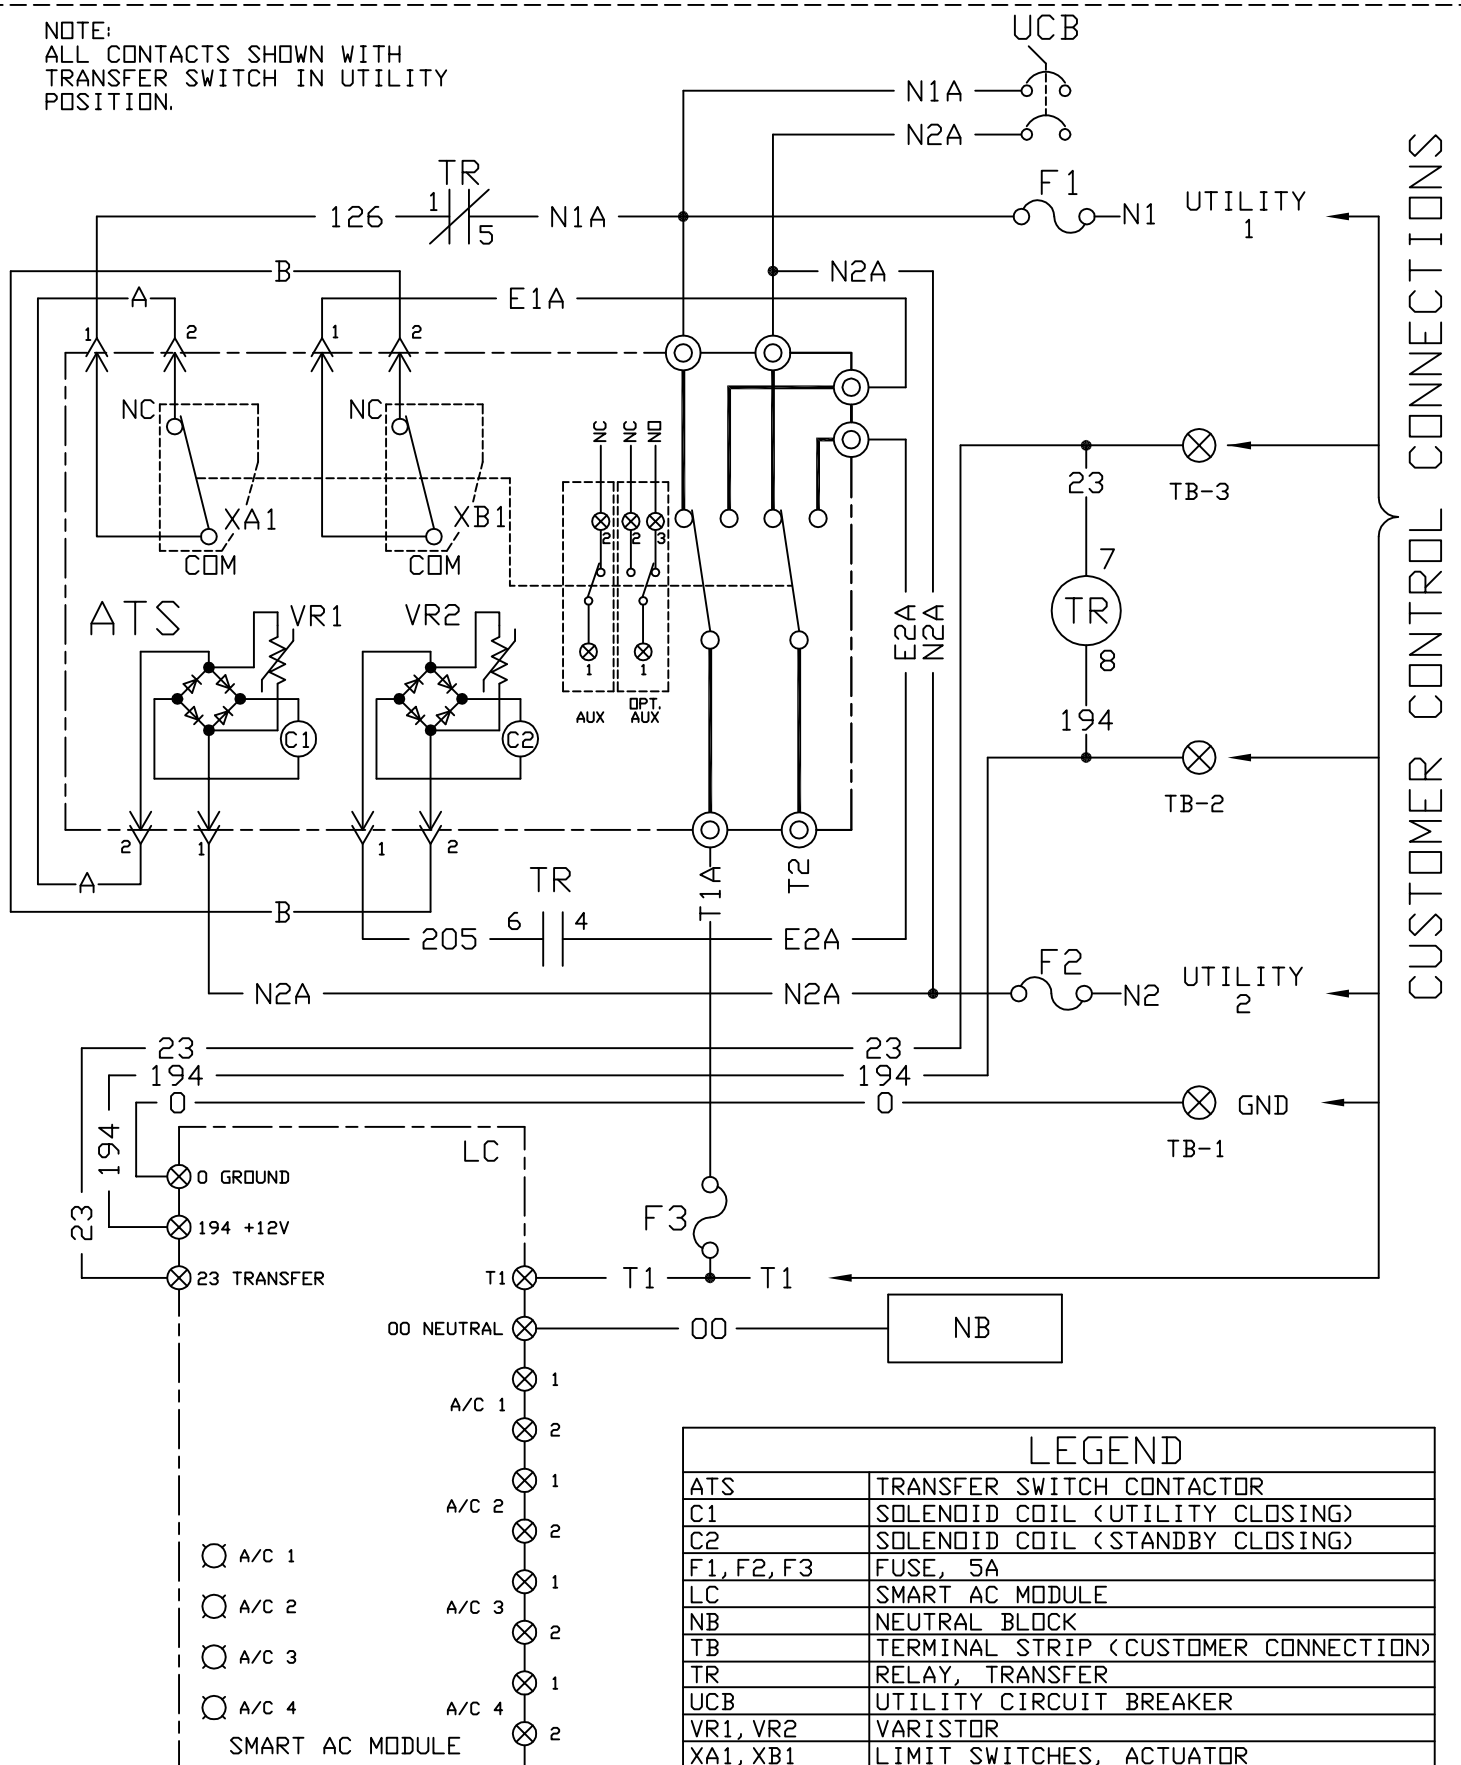 NOTE:
ALL CONTACTS SHOWN WITH
TRANSFER SWITCH IN UTILITY
POSITION.
UCB
N1A
N2A
TR
1
5
126
N1A
F1
N1
UTILITY
1
B
N2A
A
E1A
1
2
1
2
NC
NC
NC
NC
NO
XA1
XB1
COM
COM
2
2
3
23
TB-3
7
TR
8
194
TB-2
ATS
VR1
VR2
C1
C2
1
1
AUX
OPT.
AUX
E2A
N2A
2
1
1
2
T1A
T2
A
B
TR
6
4
205
E2A
N2A
N2A
F2
N2
UTILITY
2
CUSTOMER CONTROL CONNECTIONS
23
23
194
194
0
0
GND
TB-1
194
23
LC
0 GROUND
194 +12V
23 TRANSFER
F3
T1
T1
T1
00 NEUTRAL
00
NB
1
A/C 1
2
1
A/C 2
2
1
A/C 3
2
1
A/C 4
2
A/C 1
A/C 2
A/C 3
A/C 4
SMART AC MODULE
LEGEND
ATS TRANSFER SWITCH CONTACTOR
C1 SOLENOID COIL (UTILITY CLOSING)
C2 SOLENOID COIL (STANDBY CLOSING)
F1,F2,F3 FUSE, 5A
LC SMART AC MODULE
NB NEUTRAL BLOCK
TB TERMINAL STRIP (CUSTOMER CONNECTION)
TR RELAY, TRANSFER
UCB UTILITY CIRCUIT BREAKER
VR1,VR2 VARISTOR
XA1,XB1 LIMIT SWITCHES, ACTUATOR